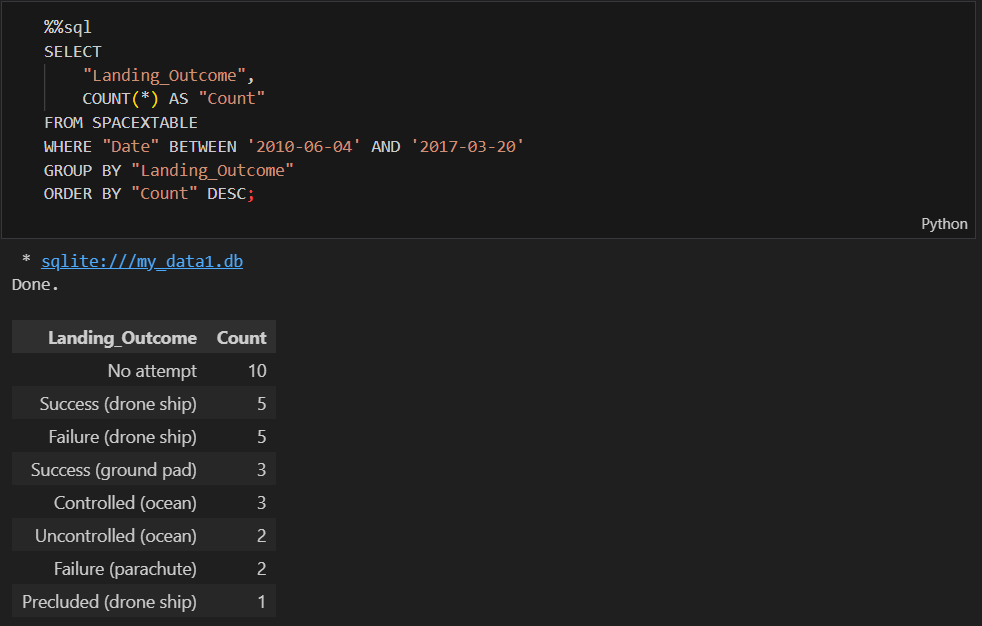 %%sql
SELECT
"Landing_Outcome",
COUNT(*) AS "Count"
FROM SPACEXTABLE
WHERE "Date" BETWEEN '2010-06-04' AND '2017-03-20'
GROUP BY "Landing_Outcome"
ORDER BY "Count" DESC;
Python
* sqlite:///my_data1.db
Done.
Landing_Outcome Count
No attempt 10
Success (drone ship) 5
Failure (drone ship) 5
Success (ground pad) 3
Controlled (ocean) 3
Uncontrolled (ocean) 2
Failure (parachute) 2
Precluded (drone ship) 1